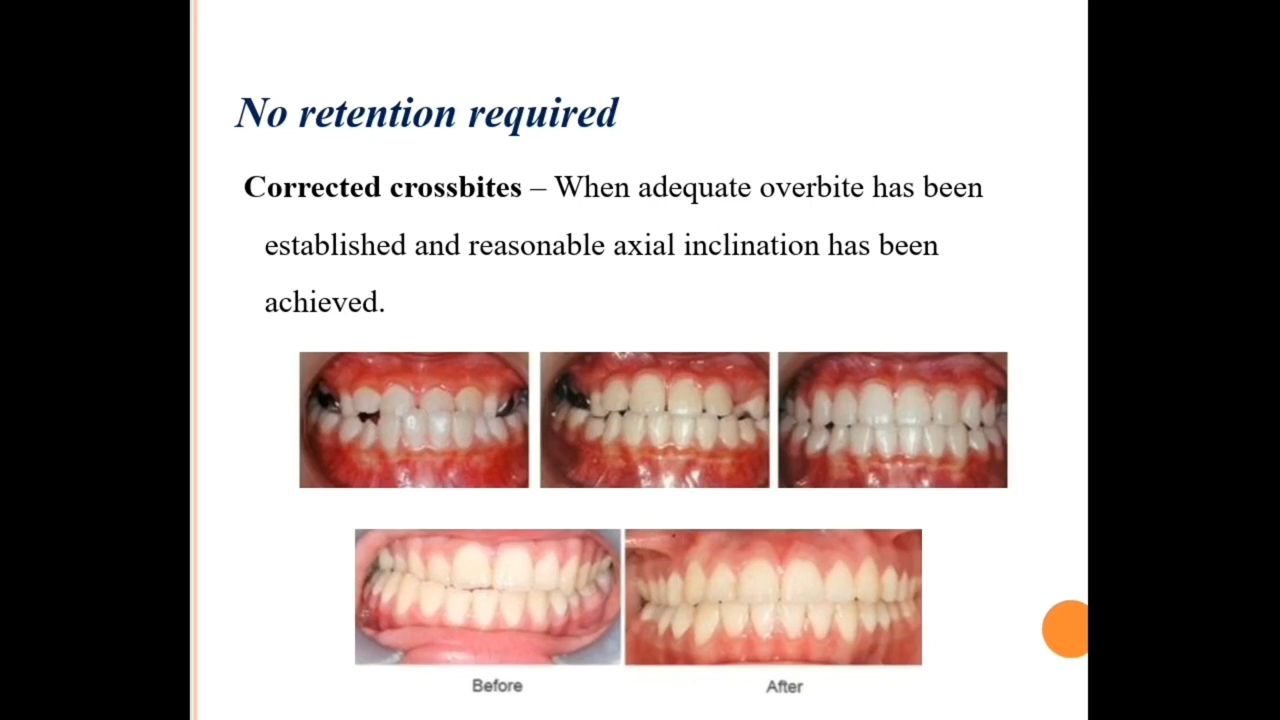 No retention required
Corrected crossbites – When adequate overbite has been
established and reasonable axial inclination has been
achieved.
Before
After